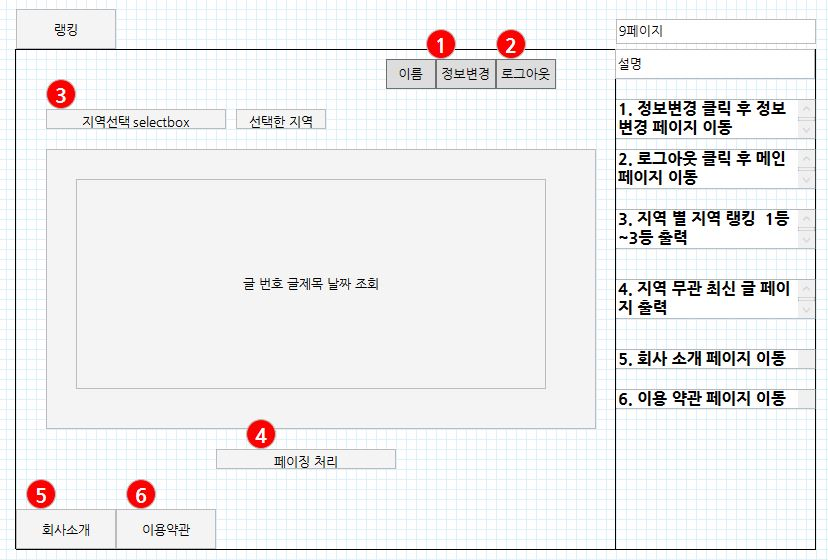 랭킹
9페이지
설명
1
2
이름 정보변경 로그아웃
3
지역선택 selectbox 선택한 지역
글 번호 글제목 날짜 조회
4
페이징 처리
5
6
회사소개 이용약관
1. 정보변경 클릭 후 정보
변경 페이지 이동
2. 로그아웃 클릭 후 메인
페이지 이동
3. 지역 별 지역 랭킹 1등
~3등 출력
4. 지역 무관 최신 글 페이
지 출력
5. 회사 소개 페이지 이동
6. 이용 약관 페이지 이동